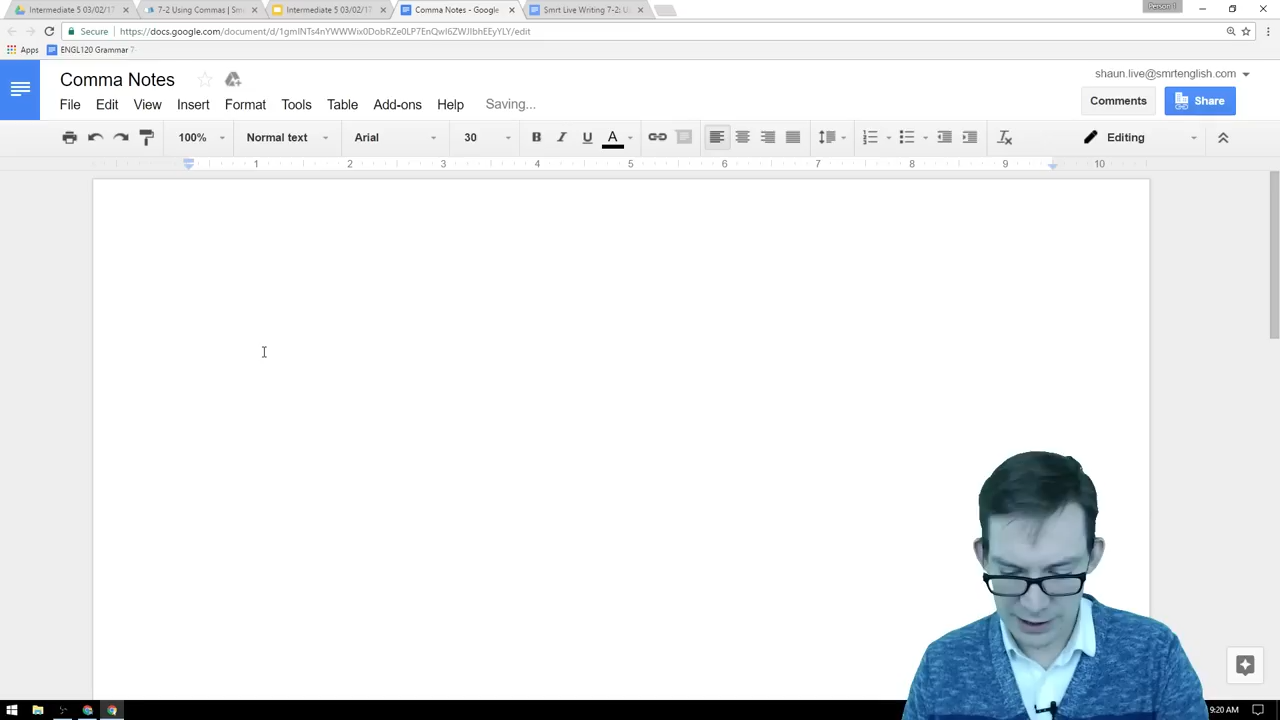 Intermediate 5 03/02/17
7-2 Using Commas | Sm
Intermediate 5 03/02/17
Comma Notes - Google
Smrt Live Writing 7-2: U
Person 1
Secure
https://docs.google.com/document/d/1gmINTs4nYWWWix0DobRZe0LP7EnQwI6ZWJIbhEEyYLY/edit
Apps
ENGL120 Grammar 7-
Comma Notes
shaun.live@smrtenglish.com
File Edit View Insert Format Tools Table Add-ons Help Saving...
Comments
Share
100% Normal text Arial 30 B I U A Editing
1 2 3 4 5 6 7 8 9 10
9:20 AM